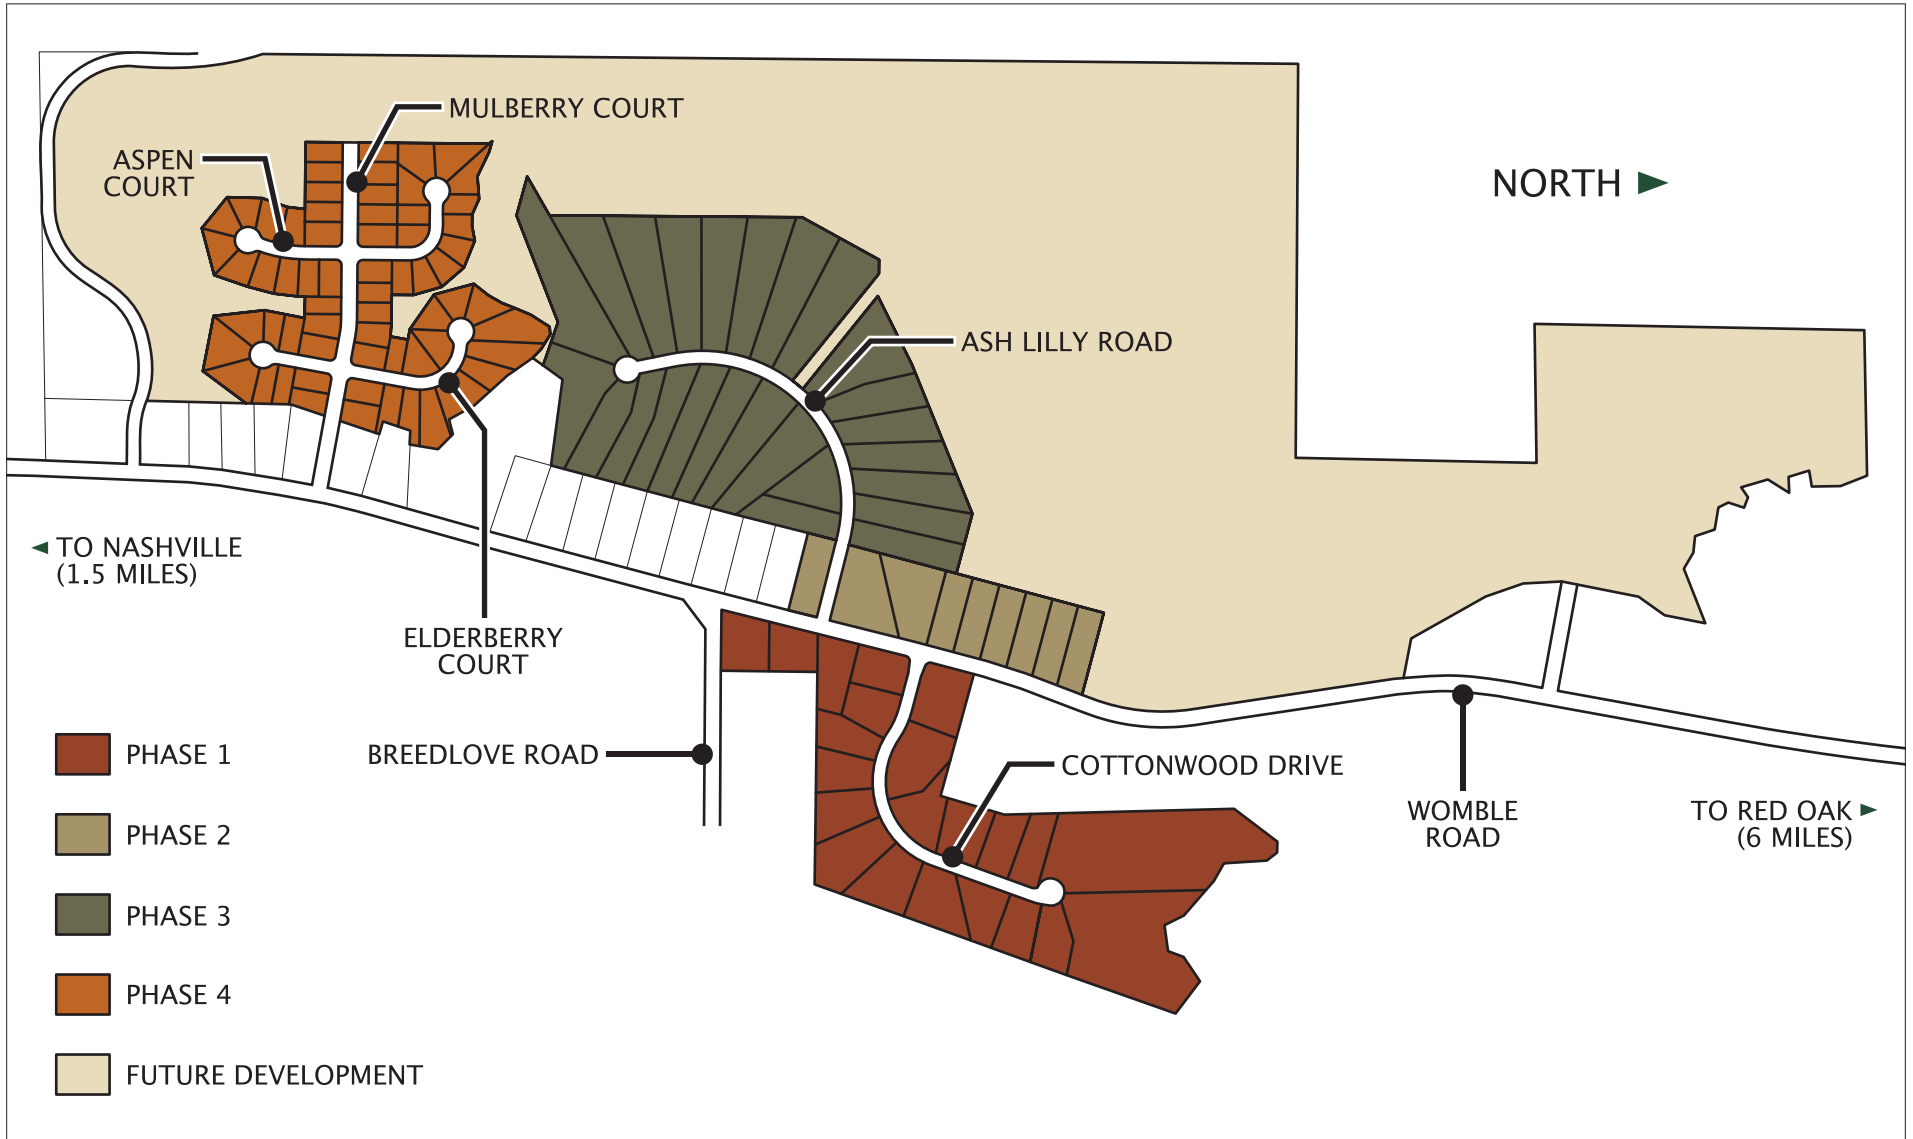 MULBERRY COURT
ASPEN
COURT
NORTH
ASH LILLY ROAD
TO NASHVILLE
(1.5 MILES)
ELDERBERRY
COURT
BREEDLOVE ROAD
COTTONWOOD DRIVE
WOMBLE
ROAD
TO RED OAK
(6 MILES)
PHASE 1
PHASE 2
PHASE 3
PHASE 4
FUTURE DEVELOPMENT